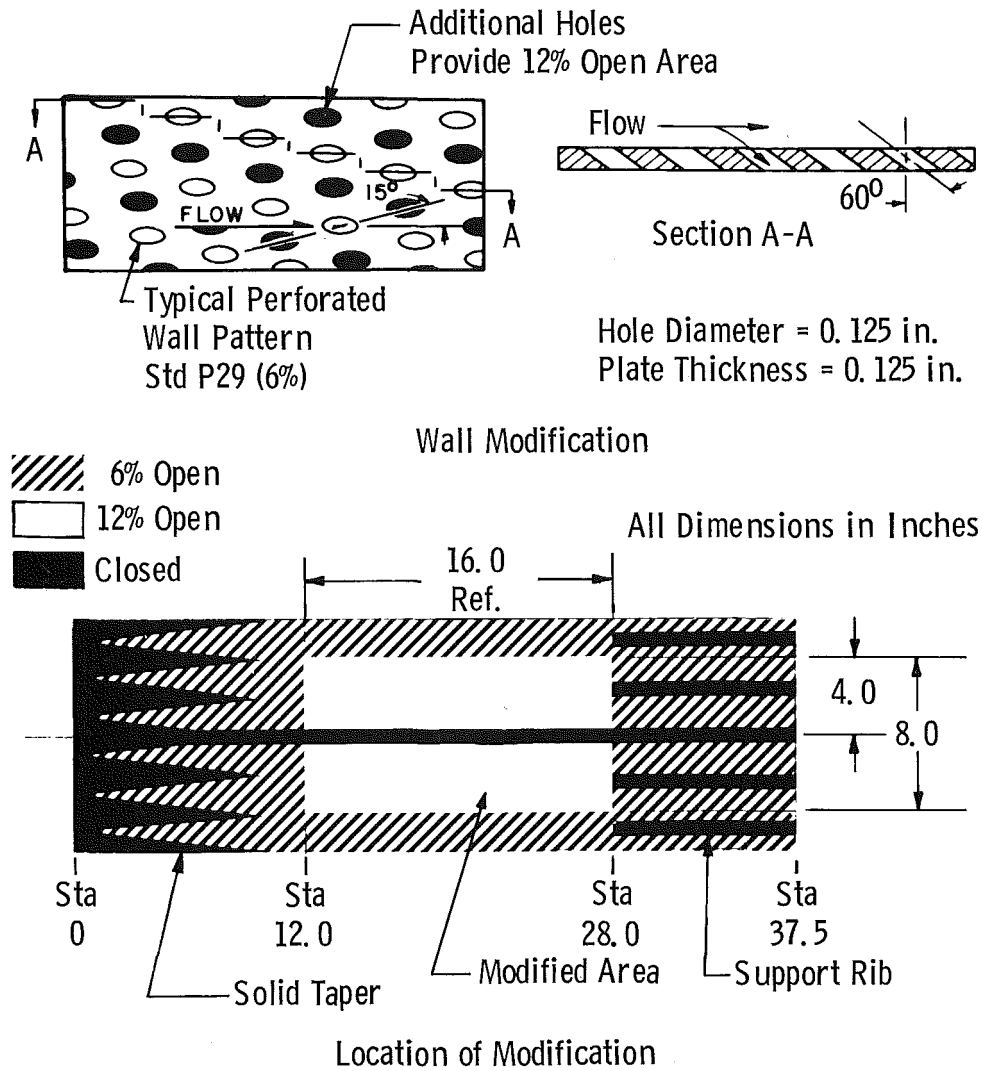 Additional Holes
Provide 12% Open Area
A
A
15°
FLOW
Typical Perforated
Wall Pattern
Std P29 (6%)
Flow
60°
Section A-A
Hole Diameter = 0.125 in.
Plate Thickness = 0.125 in.
Wall Modification
6% Open
12% Open
Closed
All Dimensions in Inches
16.0
Ref.
4.0
8.0
Sta
0
Sta
12.0
Sta
28.0
Sta
37.5
Solid Taper
Modified Area
Support Rib
Location of Modification